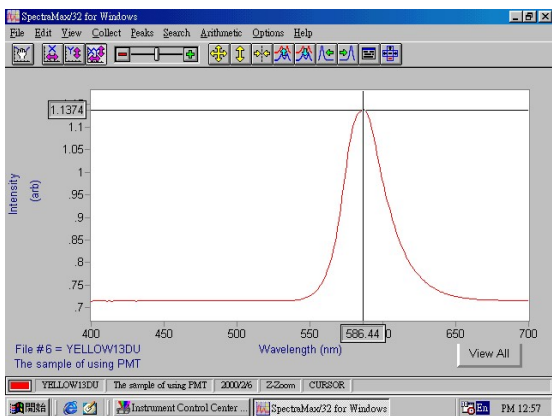 SpectraMax/32 for Windows
File Edit View Collect Peaks Search Arithmetic Options Help
1.1374
1.1
1.05
1
.95
.9
.85
.8
.75
.7
Intensity
(arb)
400 450 500 550 586.44 0 650 700
Wavelength (nm)
File #6 = YELLOW13DU
The sample of using PMT
View All
YELLOW13DU The sample of using PMT 2000/2/6 Z-Zoom CURSOR
開始 Instrument Control Center ... SpectraMax/32 for Windows En PM 12:57